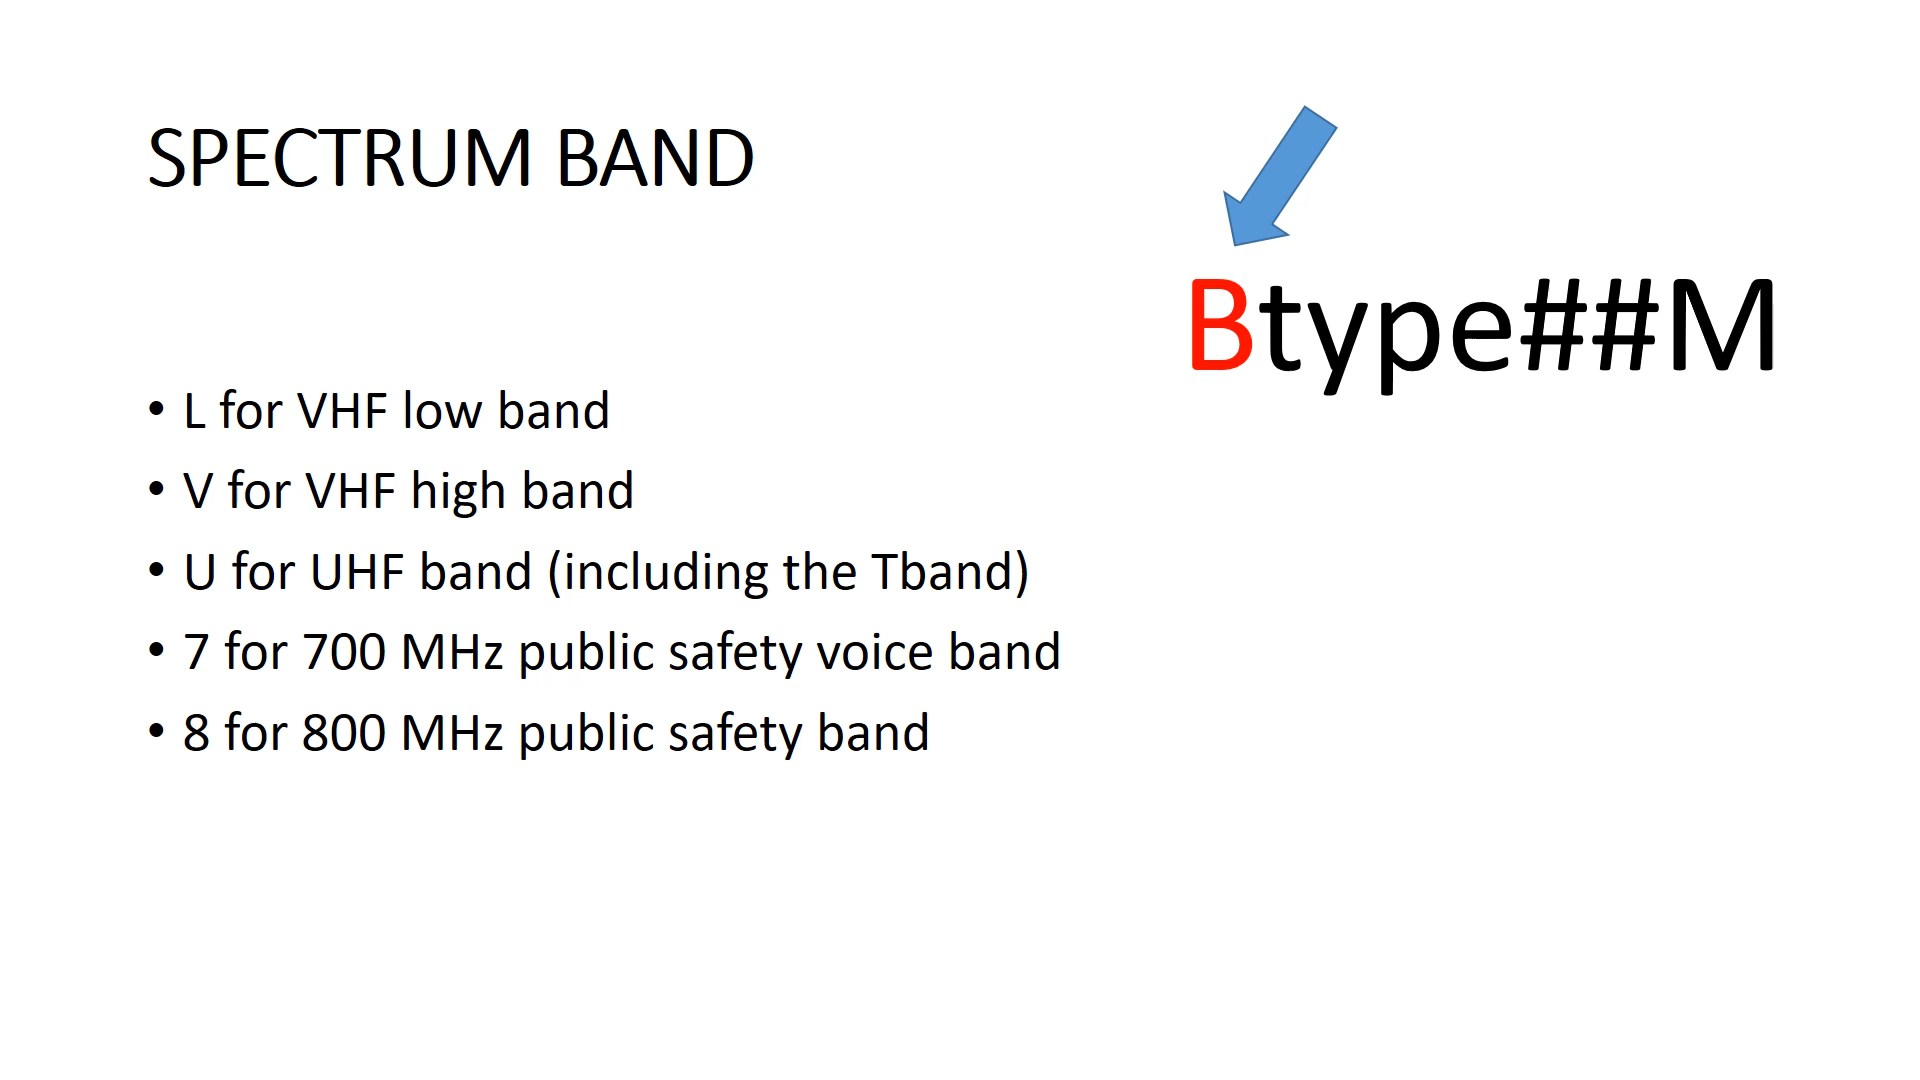 SPECTRUM BAND
Btype##M
• L for VHF low band
• V for VHF high band
• U for UHF band (including the Tband)
• 7 for 700 MHz public safety voice band
• 8 for 800 MHz public safety band